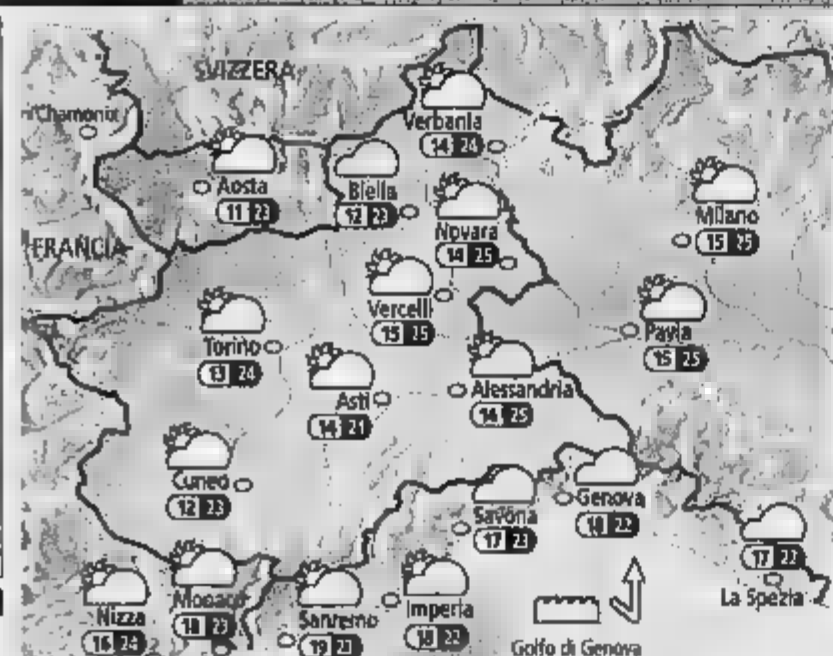 SVIZZERA
Chamonix
Verbania
14 24
Aosta
11 23
Biella
12 23
Milano
15 25
FRANCIA
Novara
14 25
Vercelli
15 25
Torino
13 24
Pavia
15 25
Asti
14 21
Alessandria
14 25
Cuneo
12 23
Genova
18 22
Savona
17 23
17 22
La Spezia
Nizza
16 24
Monaco
18 23
Sanremo
19
Imperia
18 22
Golfo di Genova